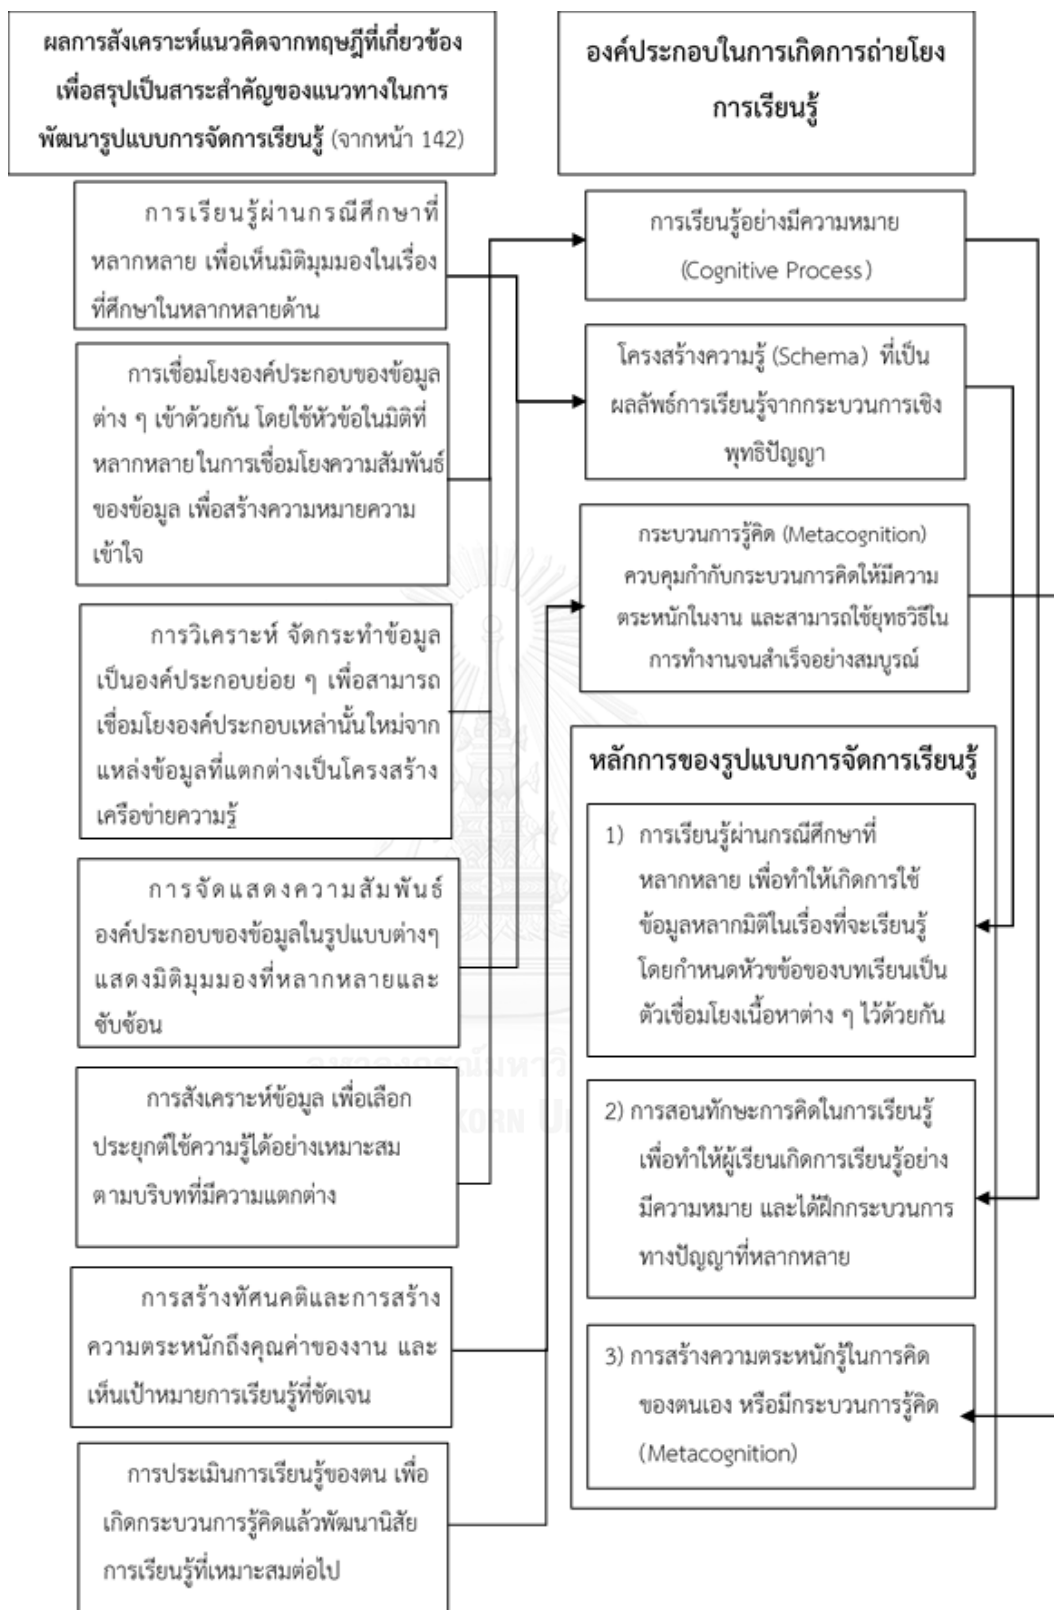 ผลการสังเคราะห์แนวคิดจากทฤษฎีที่เกี่ยวข้อง
เพื่อสรุปเป็นสาระสำคัญของแนวทางในการ
พัฒนารูปแบบการจัดการเรียนรู้ (จากหน้า 142)
องค์ประกอบในการเกิดการถ่ายโยง
การเรียนรู้
การเรียนรู้ผ่านกรณีศึกษาที่
หลากหลาย เพื่อเห็นมิติมุมมองในเรื่อง
ที่ศึกษาในหลากหลายด้าน
การเชื่อมโยงองค์ประกอบของข้อมูล
ต่าง ๆ เข้าด้วยกัน โดยใช้หัวข้อในมิติที่
หลากหลายในการเชื่อมโยงความสัมพันธ์
ของข้อมูล เพื่อสร้างความหมายความ
เข้าใจ
การวิเคราะห์ จัดกระทำข้อมูล
เป็นองค์ประกอบย่อย ๆ เพื่อสามารถ
เชื่อมโยงองค์ประกอบเหล่านั้นใหม่จาก
แหล่งข้อมูลที่แตกต่างเป็นโครงสร้าง
เครือข่ายความรู้
การจัดแสดงความสัมพันธ์
องค์ประกอบของข้อมูลในรูปแบบต่างๆ
แสดงมิติมุมมองที่หลากหลายและ
ซับซ้อน
การสังเคราะห์ข้อมูล เพื่อเลือก
ประยุกต์ใช้ความรู้ได้อย่างเหมาะสม
ตามบริบทที่มีความแตกต่าง
การสร้างทัศนคติและการสร้าง
ความตระหนักถึงคุณค่าของงาน และ
เห็นเป้าหมายการเรียนรู้ที่ชัดเจน
การประเมินการเรียนรู้ของตน เพื่อ
เกิดกระบวนการรู้คิดแล้วพัฒนานิสัย
การเรียนรู้ที่เหมาะสมต่อไป
การเรียนรู้อย่างมีความหมาย
(Cognitive Process)
โครงสร้างความรู้ (Schema) ที่เป็น
ผลลัพธ์การเรียนรู้จากกระบวนการเชิง
พุทธิปัญญา
กระบวนการรู้คิด (Metacognition)
ควบคุมกำกับกระบวนการคิดให้มีความ
ตระหนักในงาน และสามารถใช้ยุทธวิธีใน
การทำงานจนสำเร็จอย่างสมบูรณ์
หลักการของรูปแบบการจัดการเรียนรู้
1) การเรียนรู้ผ่านกรณีศึกษาที่
หลากหลาย เพื่อทำให้เกิดการใช้
ข้อมูลหลากมิติในเรื่องที่จะเรียนรู้
โดยกำหนดหัวขข้อของบทเรียนเป็น
ตัวเชื่อมโยงเนื้อหาต่าง ๆ ไว้ด้วยกัน
2) การสอนทักษะการคิดในการเรียนรู้
เพื่อทำให้ผู้เรียนเกิดการเรียนรู้อย่าง
มีความหมาย และได้ฝึกกระบวนการ
ทางปัญญาที่หลากหลาย
3) การสร้างความตระหนักรู้ในการคิด
ของตนเอง หรือมีกระบวนการรู้คิด
(Metacognition)